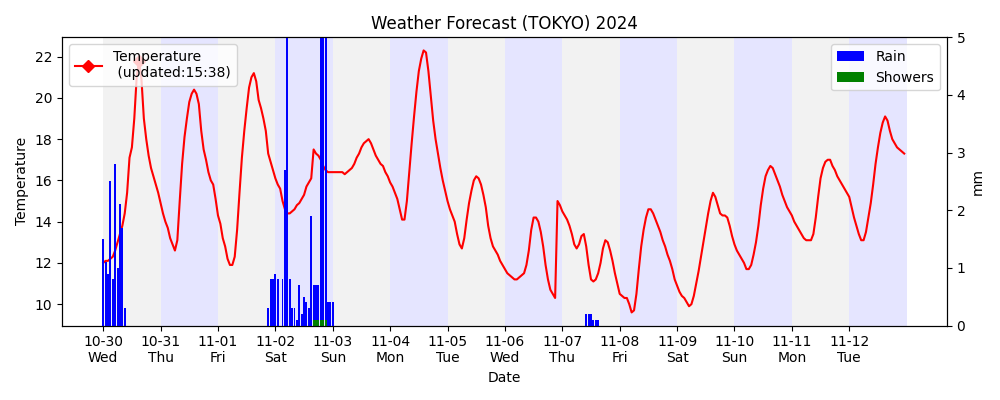 Weather Forecast (TOKYO) 2024
Temperature
(updated:15:38)
Rain
Showers
22
20
18
16
14
12
10
Temperature
5
4
3
2
1
0
mm
10-30 10-31 11-01 11-02 11-03 11-04 11-05 11-06 11-07 11-08 11-09 11-10 11-11 11-12
Wed Thu Fri Sat Sun Mon Tue Wed Thu Fri Sat Sun Mon Tue
Date